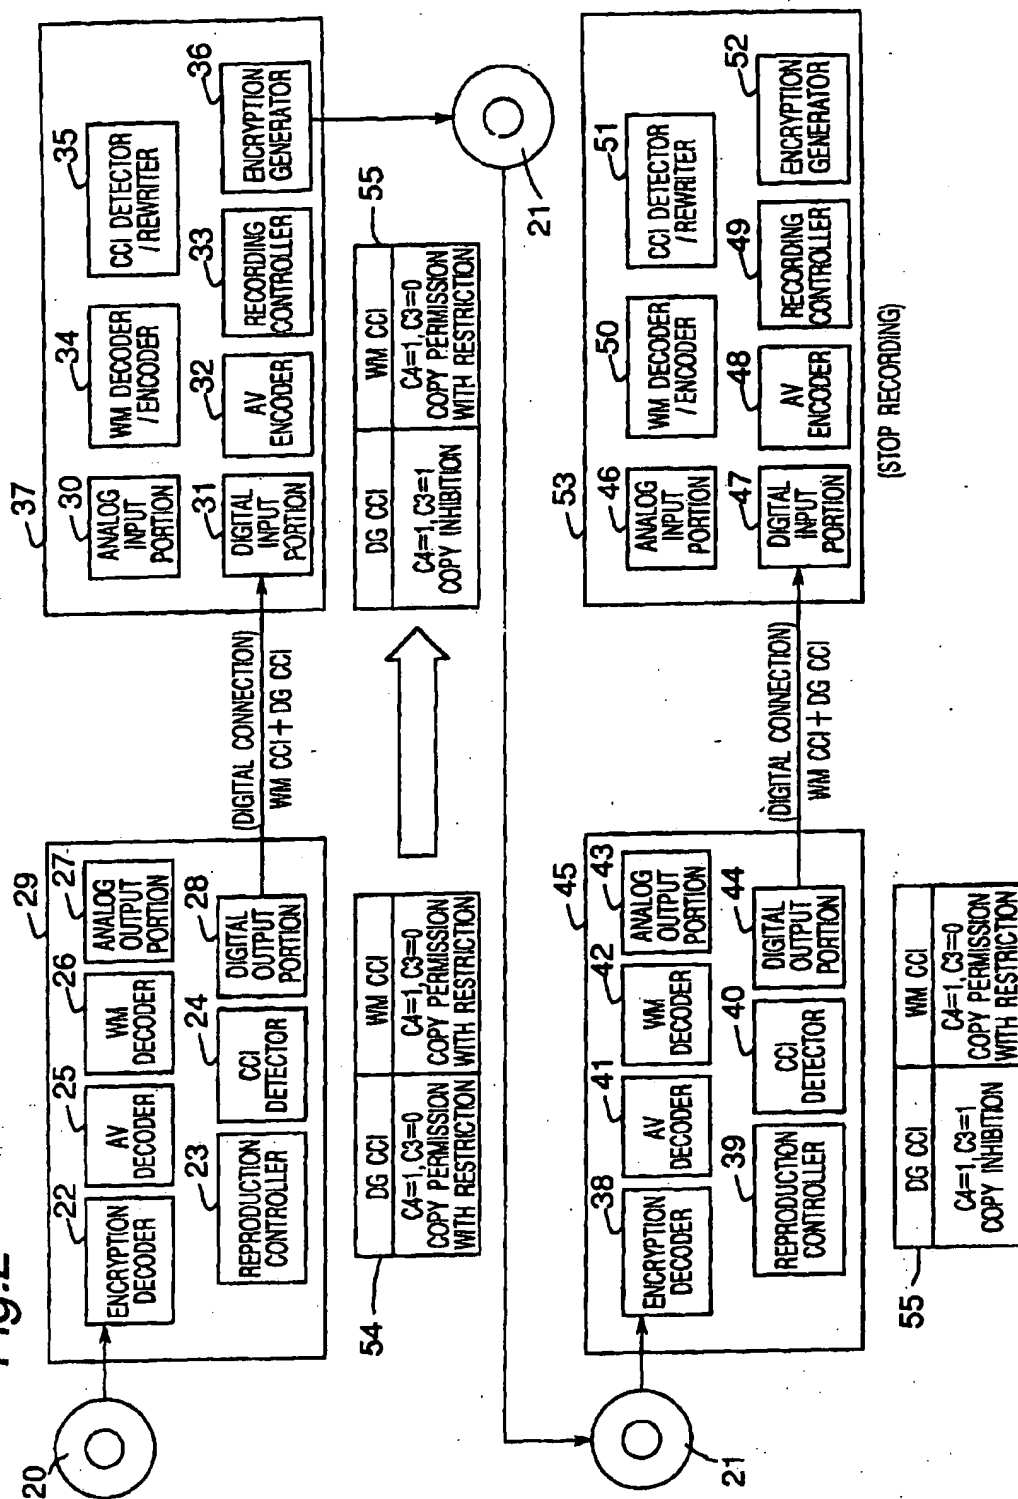 Fig.2
20
29
22
ENCRYPTION
DECODER
25
AV
DECODER
26
WM
DECODER
27
ANALOG
OUTPUT
PORTION
23
REPRODUCTION
CONTROLLER
24
CCI
DETECTOR
28
DIGITAL
OUTPUT
PORTION
(DIGITAL CONNECTION)
WM CCI+DG CCI
37
30
ANALOG
INPUT
PORTION
34
WM DECODER
/ENCODER
35
CCI DETECTOR
/REWRITER
31
DIGITAL
INPUT
PORTION
32
AV
ENCODER
33
RECORDING
CONTROLLER
36
ENCRYPTION
GENERATOR
54
DG CCI
WM CCI
C4=1, C3=0
COPY PERMISSION
WITH RESTRICTION
C4=1, C3=0
COPY PERMISSION
WITH RESTRICTION
55
DG CCI
WM CCI
C4=1, C3=1
COPY INHIBITION
C4=1, C3=0
COPY PERMISSION
WITH RESTRICTION
21
21
45
38
ENCRYPTION
DECODER
41
AV
DECODER
42
WM
DECODER
43
ANALOG
OUTPUT
PORTION
39
REPRODUCTION
CONTROLLER
40
CCI
DETECTOR
44
DIGITAL
OUTPUT
PORTION
(DIGITAL CONNECTION)
WM CCI+DG CCI
53
46
ANALOG
INPUT
PORTION
50
WM DECODER
/ENCODER
51
CCI DETECTOR
/REWRITER
47
DIGITAL
INPUT
PORTION
48
AV
ENCODER
49
RECORDING
CONTROLLER
52
ENCRYPTION
GENERATOR
(STOP RECORDING)
55
DG CCI
WM CCI
C4=1, C3=1
COPY INHIBITION
C4=1, C3=0
COPY PERMISSION
WITH RESTRICTION